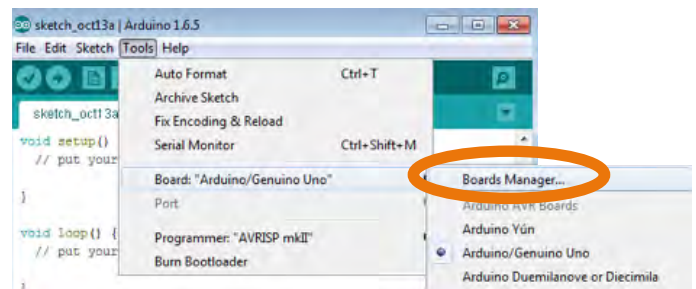 sketch_oct13a | Arduino 1.6.5
File Edit Sketch Tools Help
sketch_oct13a
void setup()
// put your
}
void loop() {
// put your
}
Auto Format Ctrl+T
Archive Sketch
Fix Encoding & Reload
Serial Monitor Ctrl+Shift+M
Board: "Arduino/Genuino Uno"
Port
Programmer: "AVRISP mkII"
Burn Bootloader
Boards Manager...
Arduino AVR Boards
Arduino Yún
Arduino/Genuino Uno
Arduino Duemilanove or Diecimila